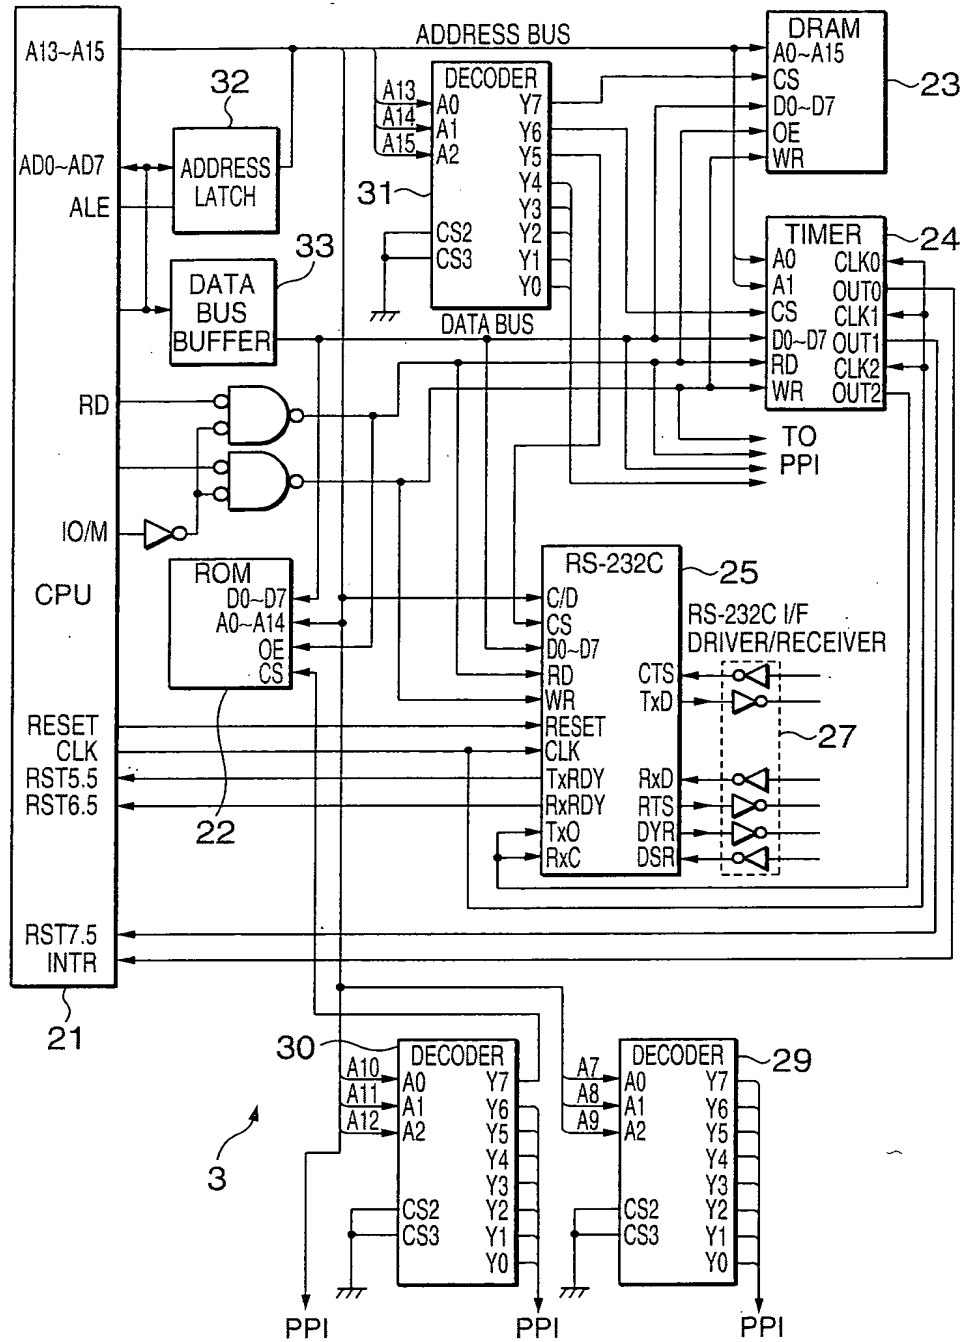 A13~A15
AD0~AD7
ALE
RD
IO/M
CPU
RESET
CLK
RST5.5
RST6.5
RST7.5
INTR
21
32
ADDRESS
LATCH
33
DATA
BUS
BUFFER
ROM
D0~D7
A0~A14
OE
CS
22
ADDRESS BUS
DECODER
A13
A14
A15
A0
A1
A2
CS2
CS3
Y7
Y6
Y5
Y4
Y3
Y2
Y1
Y0
31
DATA BUS
DRAM
A0~A15
CS
D0~D7
OE
WR
23
TIMER
A0
A1
CS
D0~D7
RD
WR
CLK0
OUT0
CLK1
OUT1
CLK2
OUT2
24
TO
PPI
RS-232C
C/D
CS
D0~D7
RD
WR
RESET
CLK
TxRDY
RxRDY
TxO
RxC
25
RS-232C I/F
DRIVER/RECEIVER
CTS
TxD
RxD
RTS
DYR
DSR
27
30
DECODER
A10
A11
A12
A0
A1
A2
CS2
CS3
Y7
Y6
Y5
Y4
Y3
Y2
Y1
Y0
DECODER
29
A7
A8
A9
A0
A1
A2
CS2
CS3
Y7
Y6
Y5
Y4
Y3
Y2
Y1
Y0
3
PPI
PPI
PPI